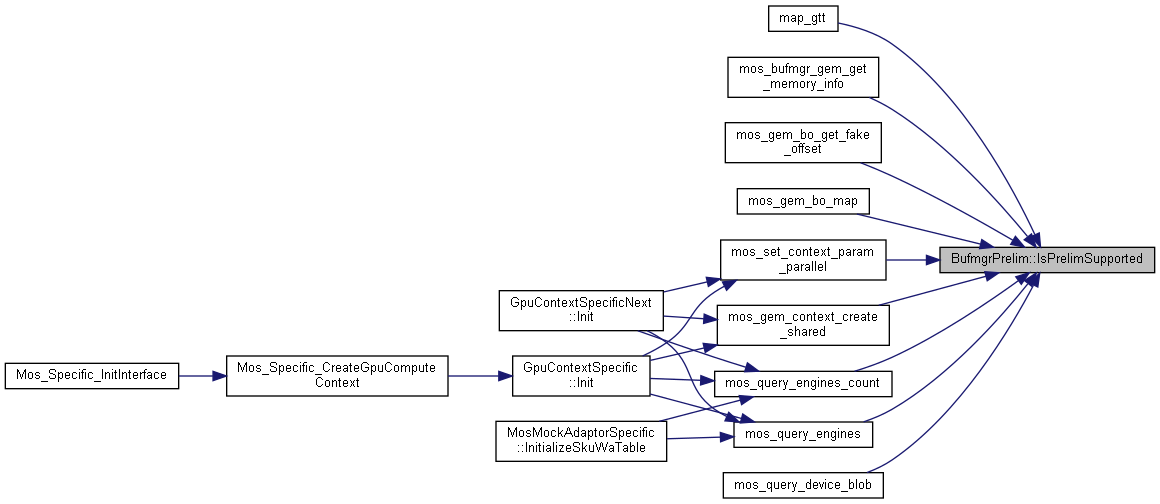 map_gtt
mos_bufmgr_gem_get
_memory_info
mos_gem_bo_get_fake
_offset
mos_gem_bo_map
mos_set_context_param
_parallel
BufmgrPrelim::IsPrelimSupported
GpuContextSpecificNext
::Init
mos_gem_context_create
_shared
Mos_Specific_InitInterface
Mos_Specific_CreateGpuCompute
Context
GpuContextSpecific
::Init
mos_query_engines_count
MosMockAdaptorSpecific
::InitializeSkuWaTable
mos_query_engines
mos_query_device_blob